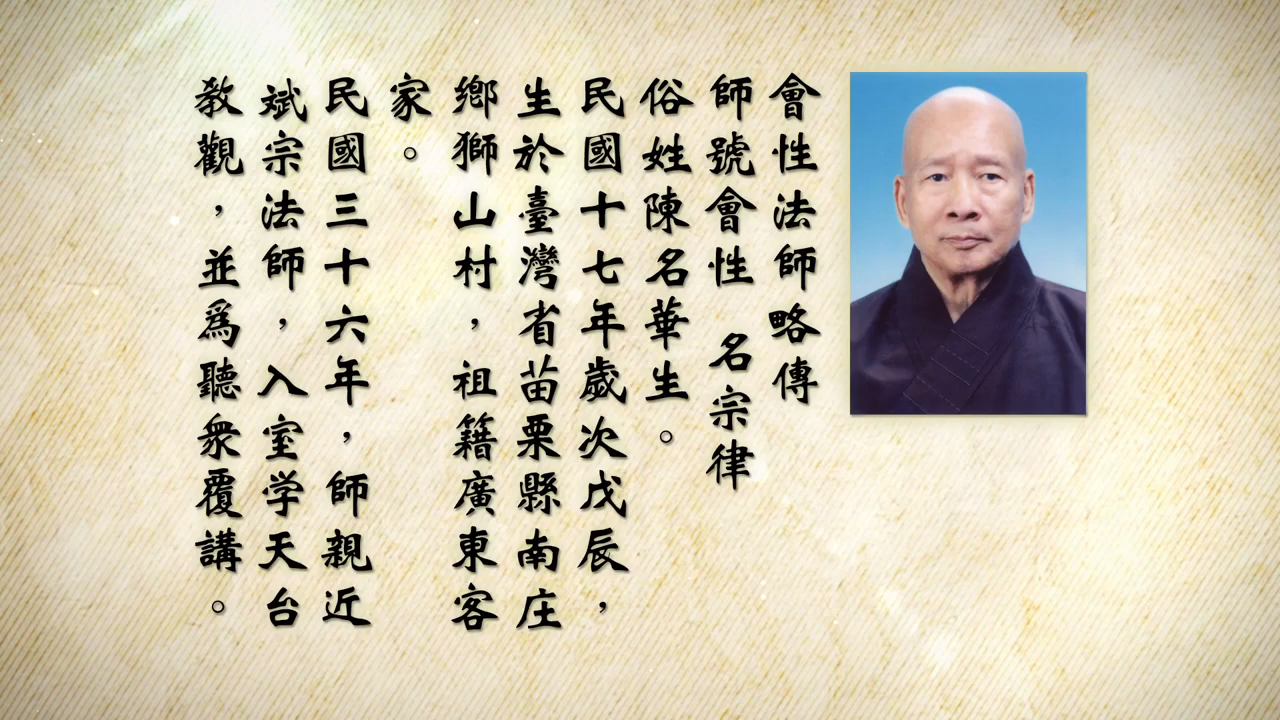 會性法師略傳
師號會性 名宗律
俗姓陳名華生。
民國十七年歲次戊辰，
生於臺灣省苗栗縣南庄
鄉獅山村，祖籍廣東客
家。
民國三十六年，師親近
斌宗法師，入室学天台
教觀，並為聽眾覆講。